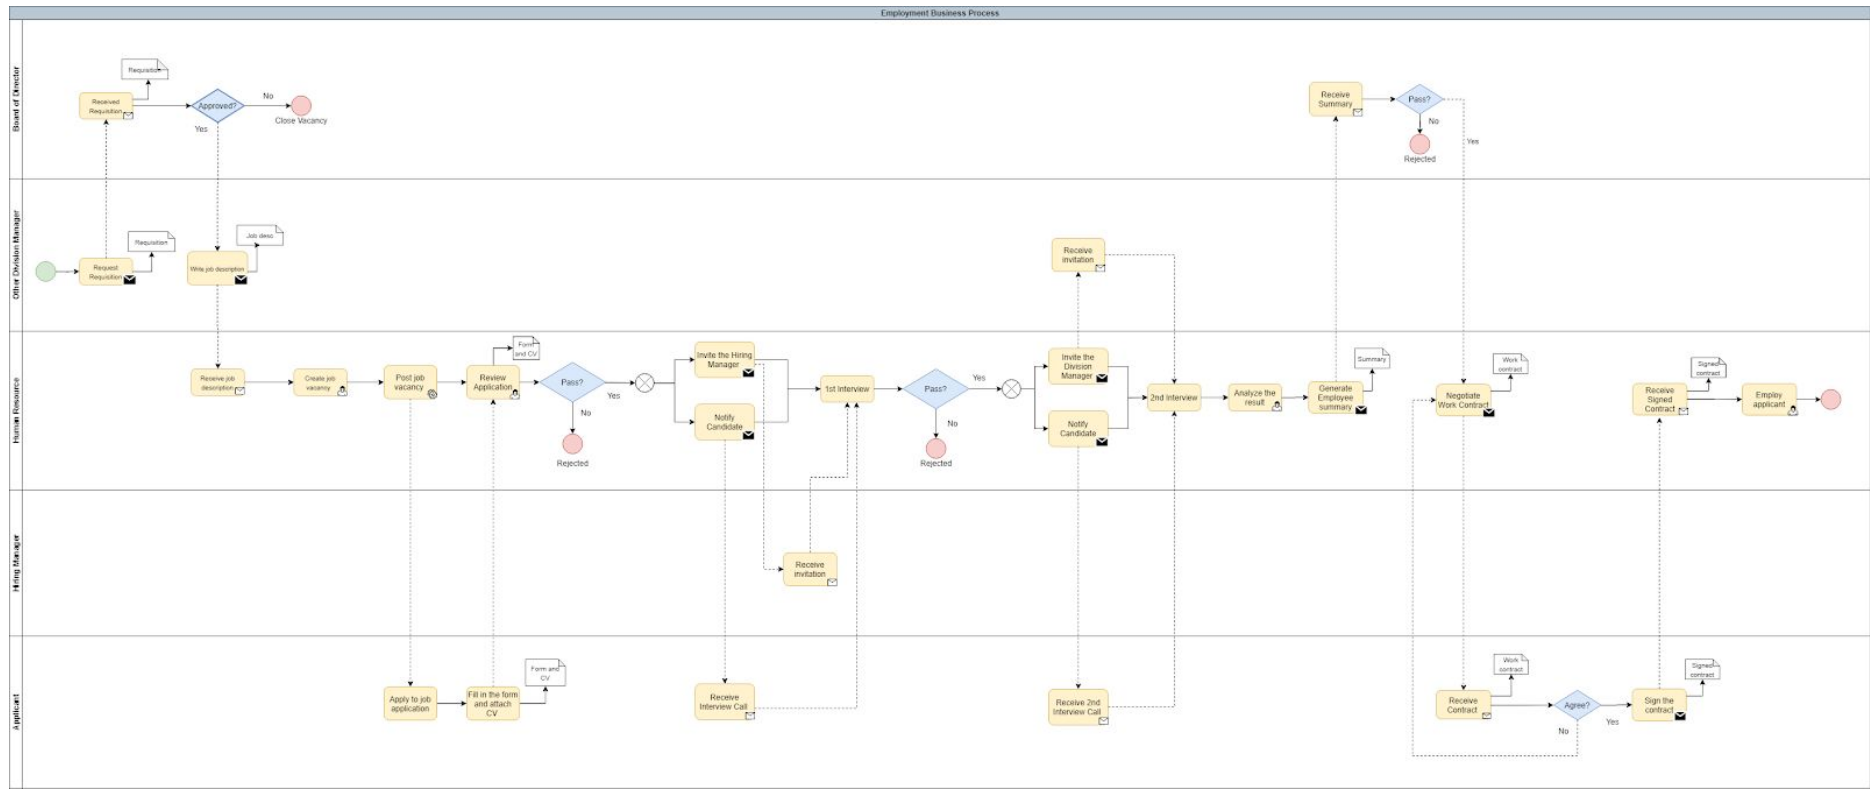 Employment Business Process
Board of Director
Requisition
Received
Requisition
Approved?
No
Close Vacancy
Yes
Receive
Summary
Pass?
No
Rejected
Yes
Other Division Manager
Requisition
Request
Requisition
Job desc
Write job description
Receive
invitation
Human Resource
Receive job
description
Create job
vacancy
Post job
vacancy
Review
Application
Form
and CV
Pass?
Yes
No
Rejected
Invite the Hiring
Manager
Notify
Candidate
1st Interview
Pass?
Yes
No
Rejected
Invite the
Division
Manager
Notify
Candidate
2nd Interview
Analyze the
result
Generate
Employee
summary
Summary
Negotiate
Work Contract
Work
contract
Receive
Signed
Contract
Signed
contract
Employ
applicant
Hiring Manager
Receive
invitation
Applicant
Apply to job
application
Fill in the form
and attach
CV
Form and
CV
Receive
Interview Call
Receive 2nd
Interview Call
Receive
Contract
Work
contract
Agree?
No
Yes
Sign the
contract
Signed
contract